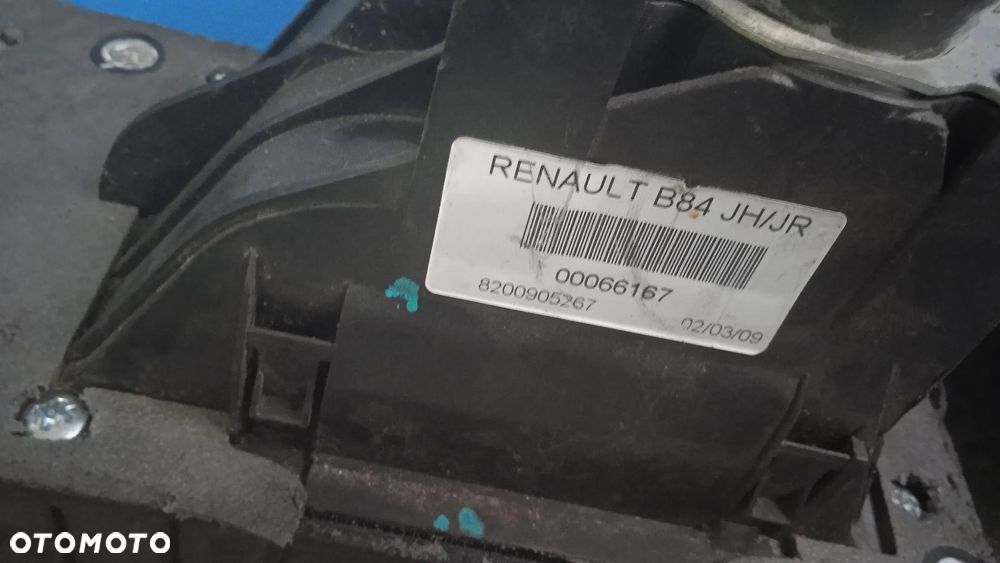 RENAULT B84 JH/JR
00066167
8200905267
02/03/09
OTOMOTO